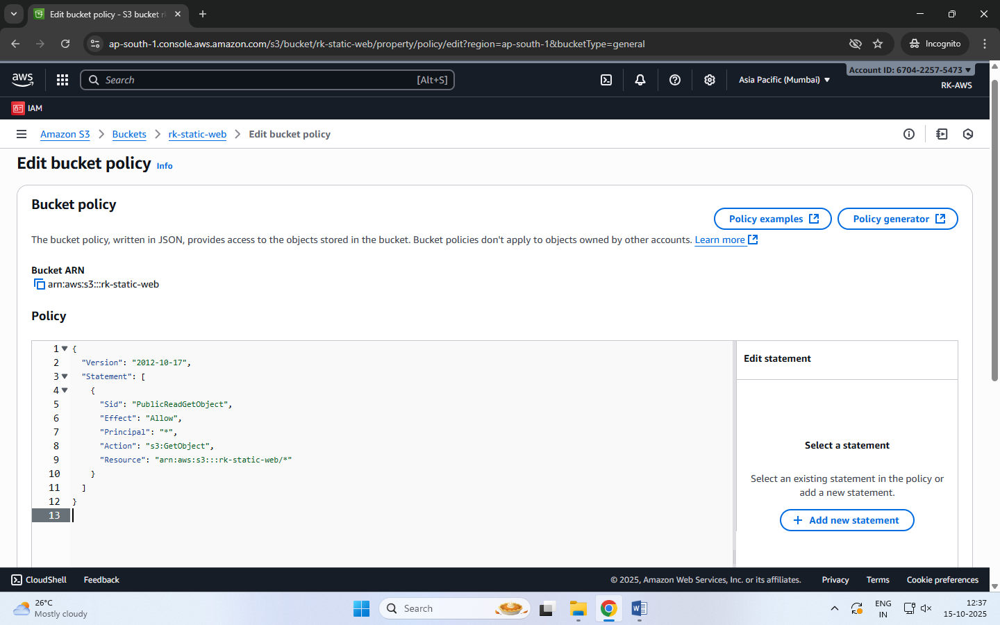 Edit bucket policy - S3 bucket r
ap-south-1.console.aws.amazon.com/s3/bucket/rk-static-web/property/policy/edit?region=ap-south-1&bucketType=general
Incognito
aws
Search
[Alt+S]
Asia Pacific (Mumbai)
Account ID: 6704-2257-5473
RK-AWS
IAM
Amazon S3 > Buckets > rk-static-web > Edit bucket policy
Edit bucket policy Info
Bucket policy
Policy examples
Policy generator
The bucket policy, written in JSON, provides access to the objects stored in the bucket. Bucket policies don't apply to objects owned by other accounts. Learn more
Bucket ARN
arn:aws:s3:::rk-static-web
Policy
1 {
2 "Version": "2012-10-17",
3 "Statement": [
4 {
5 "Sid": "PublicReadGetObject",
6 "Effect": "Allow",
7 "Principal": "*",
8 "Action": "s3:GetObject",
9 "Resource": "arn:aws:s3:::rk-static-web/*"
10 }
11 ]
12 }
13
Edit statement
Select a statement
Select an existing statement in the policy or
add a new statement.
+ Add new statement
CloudShell
Feedback
© 2025, Amazon Web Services, Inc. or its affiliates.
Privacy
Terms
Cookie preferences
26°C
Mostly cloudy
Search
W
ENG
IN
12:37
15-10-2025